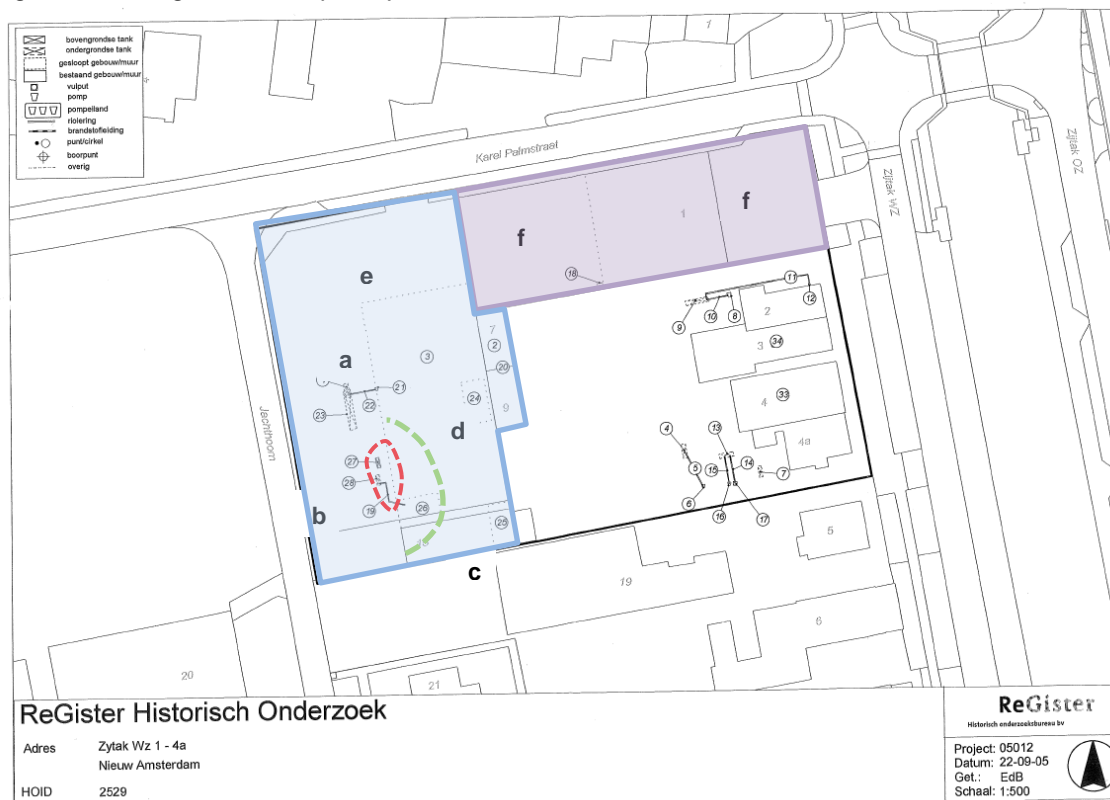 bovengrondse tank
ondergrondse tank
gesloopt gebouw/muur
bestaand gebouw/muur
vulput
pomp
pompeiland
riolering
brandstofleiding
punt/cirkel
boorpunt
overig
1
Karel Palmstraat
Zijtak WZ
Zijtak OZ
Jachthoorn
f
1
f
18
e
11
12
9
10
8
2
3
34
a
3
7
2
20
21
22
23
24
9
d
4
33
4a
4
5
6
13
14
15
16
17
7
27
28
19
26
25
18
b
c
5
19
6
20
21
ReGister Historisch Onderzoek
Adres Zytak Wz 1 - 4a
Nieuw Amsterdam
HOID 2529
ReGister
Historisch onderzoeksbureau bv
Project: 05012
Datum: 22-09-05
Get.: EdB
Schaal: 1:500